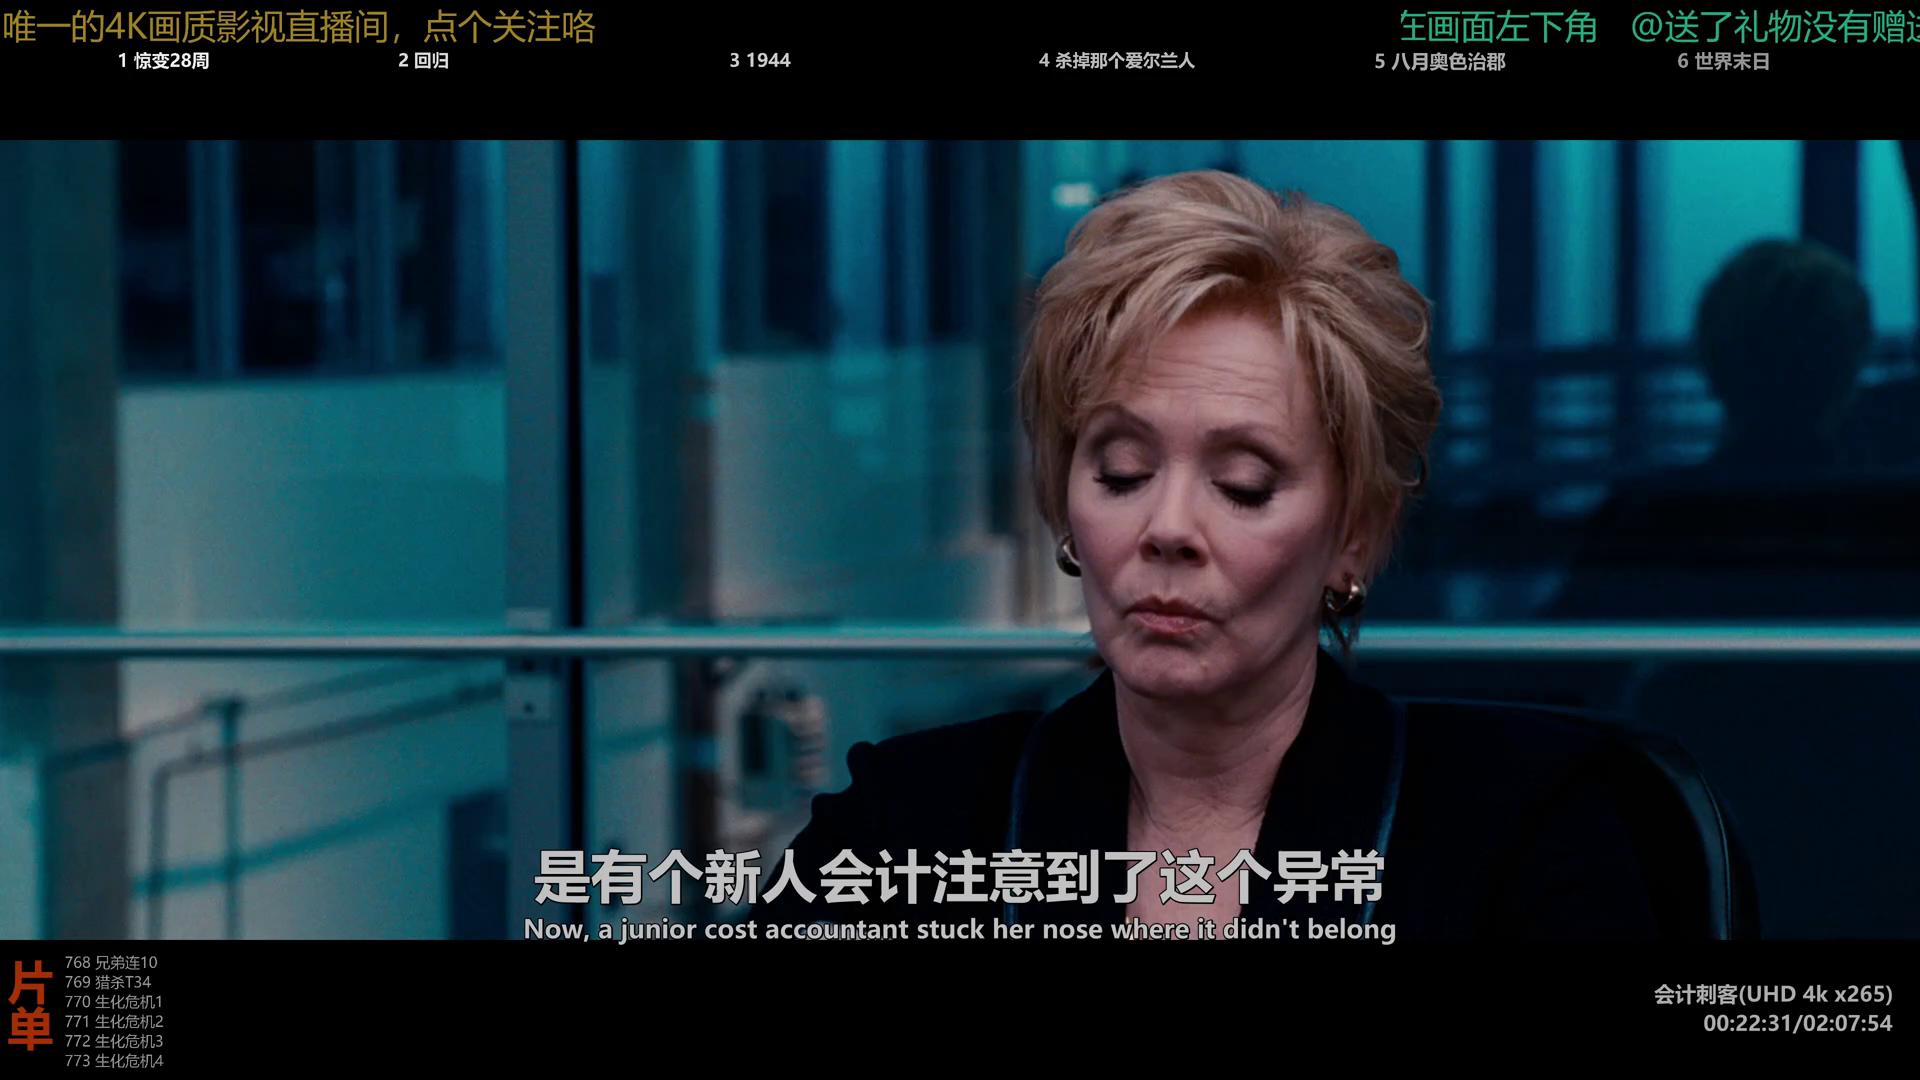 唯一的4K画质影视直播间，点个关注咯
在画面左下角 @送了礼物没有赠送
1 惊变28周
2 回归
3 1944
4 杀掉那个爱尔兰人
5 八月奥色治郡
6 世界末日
是有个新人会计注意到了这个异常
Now, a junior cost accountant stuck her nose where it didn't belong
片单
768 兄弟连10
769 猎杀T34
770 生化危机1
771 生化危机2
772 生化危机3
773 生化危机4
会计刺客(UHD 4k x265)
00:22:31/02:07:54